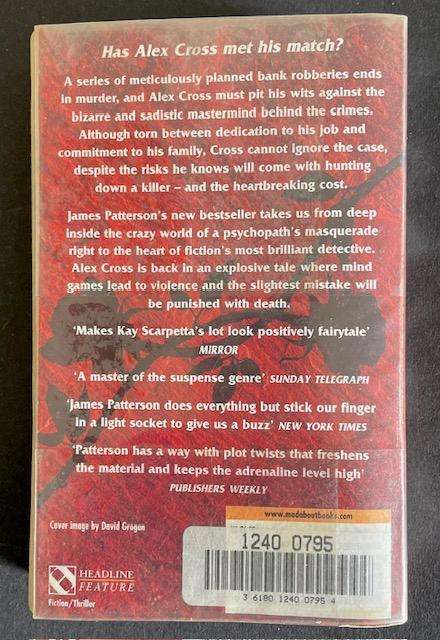 Has Alex Cross met his match?
A series of meticulously planned bank robberies ends
in murder, and Alex Cross must pit his wits against the
bizarre and sadistic mastermind behind the crimes.
Although torn between dedication to his job and
commitment to his family, Cross cannot ignore the case,
despite the risks he knows will come with hunting
down a killer – and the heartbreaking cost.
James Patterson's new bestseller takes us from deep
inside the crazy world of a psychopath's masquerade
right to the heart of fiction's most brilliant detective.
Alex Cross is back in an explosive tale where mind
games lead to violence and the slightest mistake will
be punished with death.
'Makes Kay Scarpetta's lot look positively fairytale'
MIRROR
'A master of the suspense genre' SUNDAY TELEGRAPH
'James Patterson does everything but stick our finger
in a light socket to give us a buzz' NEW YORK TIMES
'Patterson has a way with plot twists that freshens
the material and keeps the adrenaline level high'
PUBLISHERS WEEKLY
www.madaboutbooks.com
Cover image by David Grogan
1240 0795
HEADLINE
FEATURE
3 6180 1240 0795 4
Fiction/Thriller